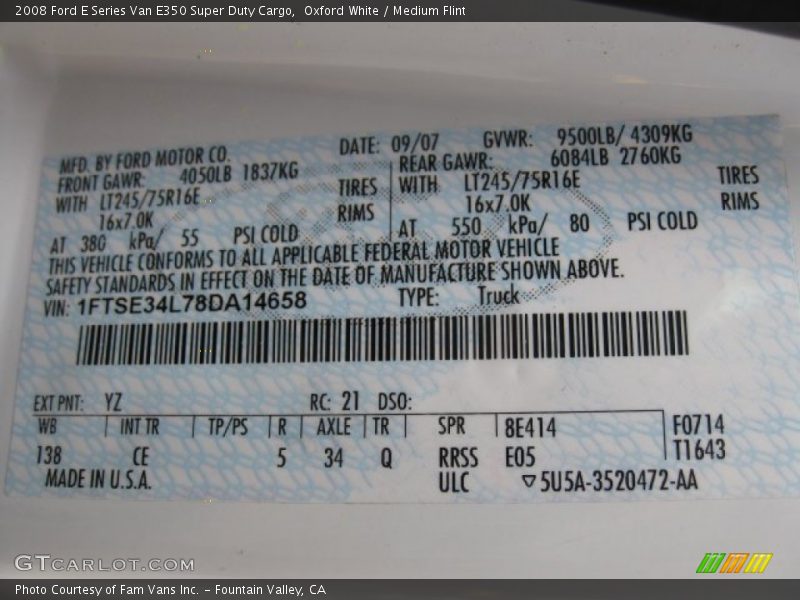 2008 Ford E Series Van E350 Super Duty Cargo,  Oxford White / Medium Flint
MFD. BY FORD MOTOR CO. DATE: 09/07 GVWR: 9500LB/ 4309KG
FRONT GAWR: 4050LB 1837KG REAR GAWR: 6084LB 2760KG
WITH LT245/75R16E TIRES WITH LT245/75R16E TIRES
16x7.0K RIMS 16x7.0K RIMS
AT 380 kPa/ 55 PSI COLD AT 550 kPa/ 80 PSI COLD
THIS VEHICLE CONFORMS TO ALL APPLICABLE FEDERAL MOTOR VEHICLE
SAFETY STANDARDS IN EFFECT ON THE DATE OF MANUFACTURE SHOWN ABOVE.
VIN: 1FTSE34L78DA14658 TYPE: Truck
EXT PNT: YZ RC: 21 DSO:
WB INT TR TP/PS R AXLE TR SPR 8E414 F0714
138 CE 5 34 Q RRSS E05 T1643
MADE IN U.S.A. ULC ▽5U5A-3520472-AA
GTCarLot.com
Photo Courtesy of Fam Vans Inc. - Fountain Valley, CA